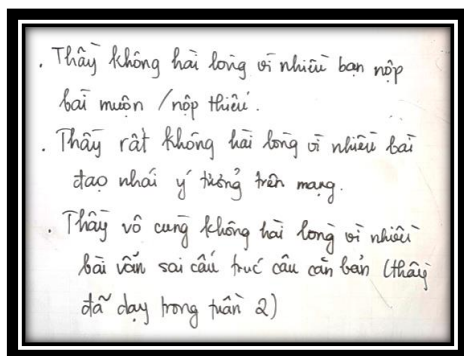 . Thầy không hài lòng vì nhiều bạn nộp
bài muộn / nộp thiếu.
. Thầy rất không hài lòng vì nhiều bài
đạo nhái ý tưởng trên mạng.
. Thầy vô cùng không hài lòng vì nhiều
bài vẫn sai cấu trúc câu căn bản (thầy
đã dạy trong tuần 2)